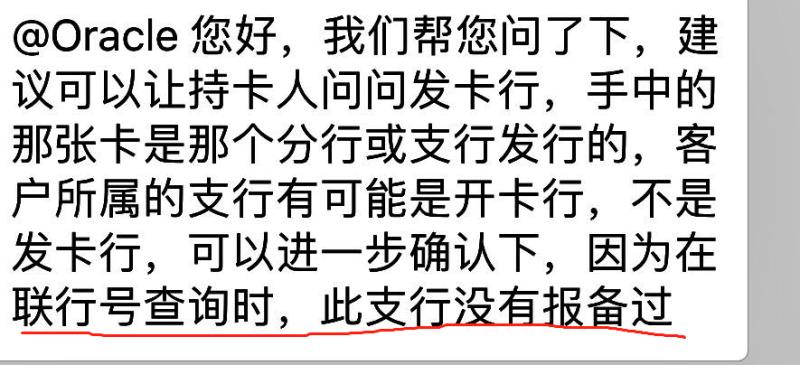 @Oracle 您好，我们帮您问了下，建
议可以让持卡人问问发卡行，手中的
那张卡是那个分行或支行发行的，客
户所属的支行有可能是开卡行，不是
发卡行，可以进一步确认下，因为在
联行号查询时，此支行没有报备过